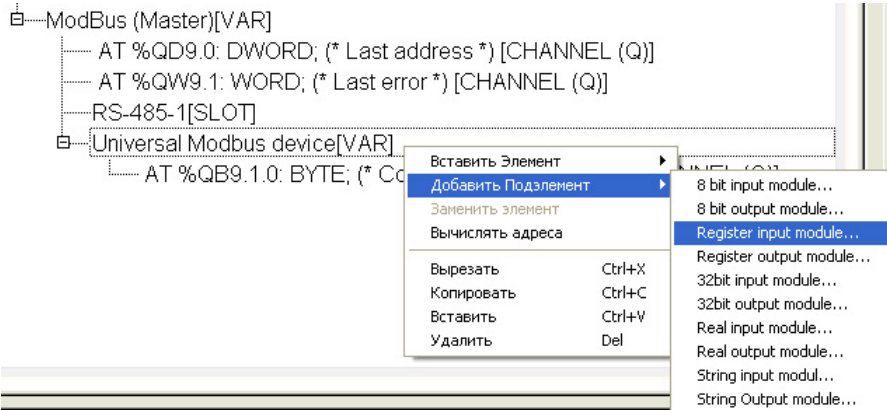 ModBus (Master)[VAR]
AT %QD9.0: DWORD; (* Last address *) [CHANNEL (Q)]
AT %QW9.1: WORD; (* Last error *) [CHANNEL (Q)]
RS-485-1[SLOT]
Universal Modbus device[VAR]
AT %QB9.1.0: BYTE; (* Co
Вставить Элемент
Добавить Подэлемент
Заменить элемент
Вычислять адреса
Вырезать Ctrl+X
Копировать Ctrl+C
Вставить Ctrl+V
Удалить Del
8 bit input module...
8 bit output module...
Register input module...
Register output module...
32bit input module...
32bit output module...
Real input module...
Real output module...
String input modul...
String Output module...